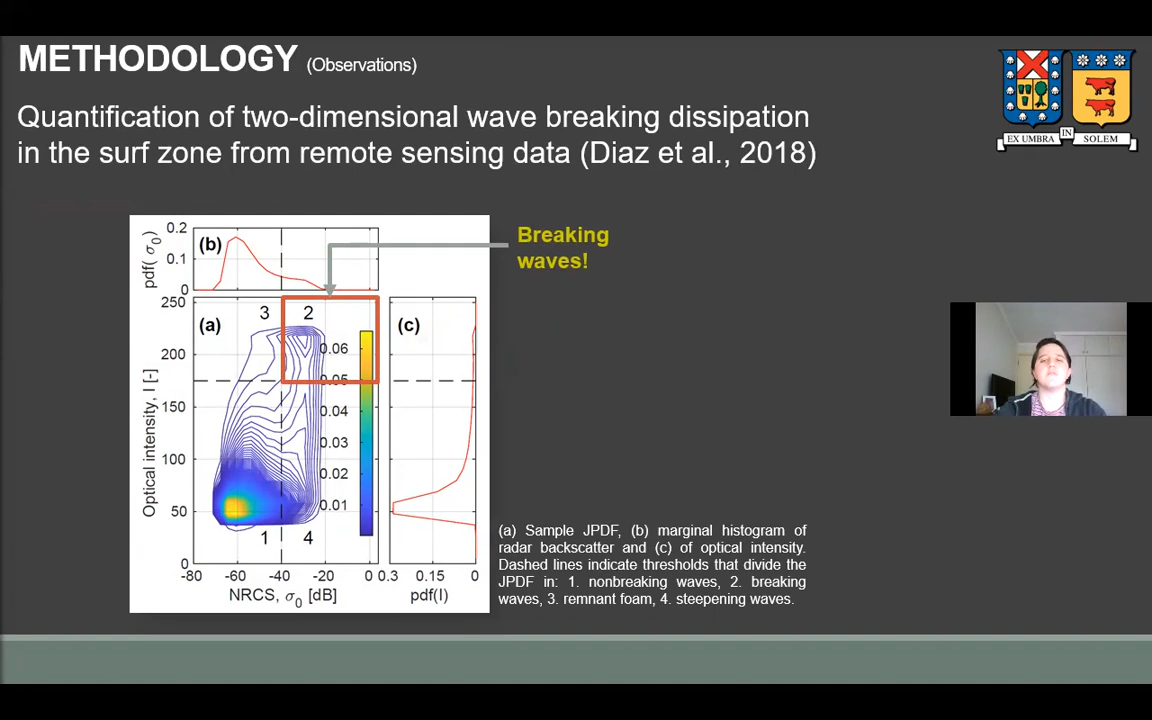 METHODOLOGY (Observations)
Quantification of two-dimensional wave breaking dissipation
in the surf zone from remote sensing data (Diaz et al., 2018)
EX UMBRA IN SOLEM
Breaking
waves!
pdf( σ0)
0.2
0.1
0
(b)
Optical intensity, I [-]
250
200
150
100
50
0
(a)
3
2
1
4
0.06
0.05
0.04
0.03
0.02
0.01
(c)
-80
-60
-40
-20
0
NRCS, σ0 [dB]
0.3
0.15
0
pdf(I)
(a) Sample JPDF, (b) marginal histogram of
radar backscatter and (c) of optical intensity.
Dashed lines indicate thresholds that divide the
JPDF in: 1. nonbreaking waves, 2. breaking
waves, 3. remnant foam, 4. steepening waves.